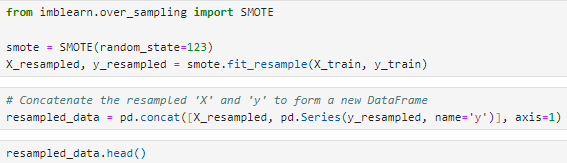 from imblearn.over_sampling import SMOTE
smote = SMOTE(random_state=123)
X_resampled, y_resampled = smote.fit_resample(X_train, y_train)
# Concatenate the resampled 'X' and 'y' to form a new DataFrame
resampled_data = pd.concat([X_resampled, pd.Series(y_resampled, name='y')], axis=1)
resampled_data.head()